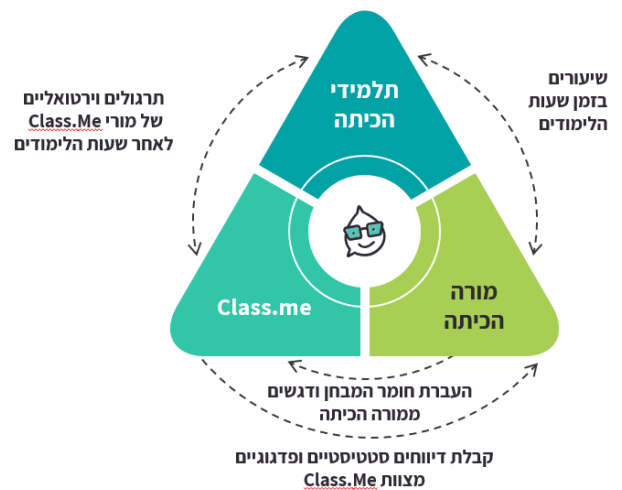 תלמידי
הכיתה
שיעורים
בזמן שעות
הלימודים
תרגולים וירטואליים
של מורי Class.Me
לאחר שעות הלימודים
Class.me
מורה
הכיתה
העברת חומר המבחן ודגשים
ממורה הכיתה
קבלת דיווחים סטטיסטיים ופדגוגיים
מצוות Class.Me